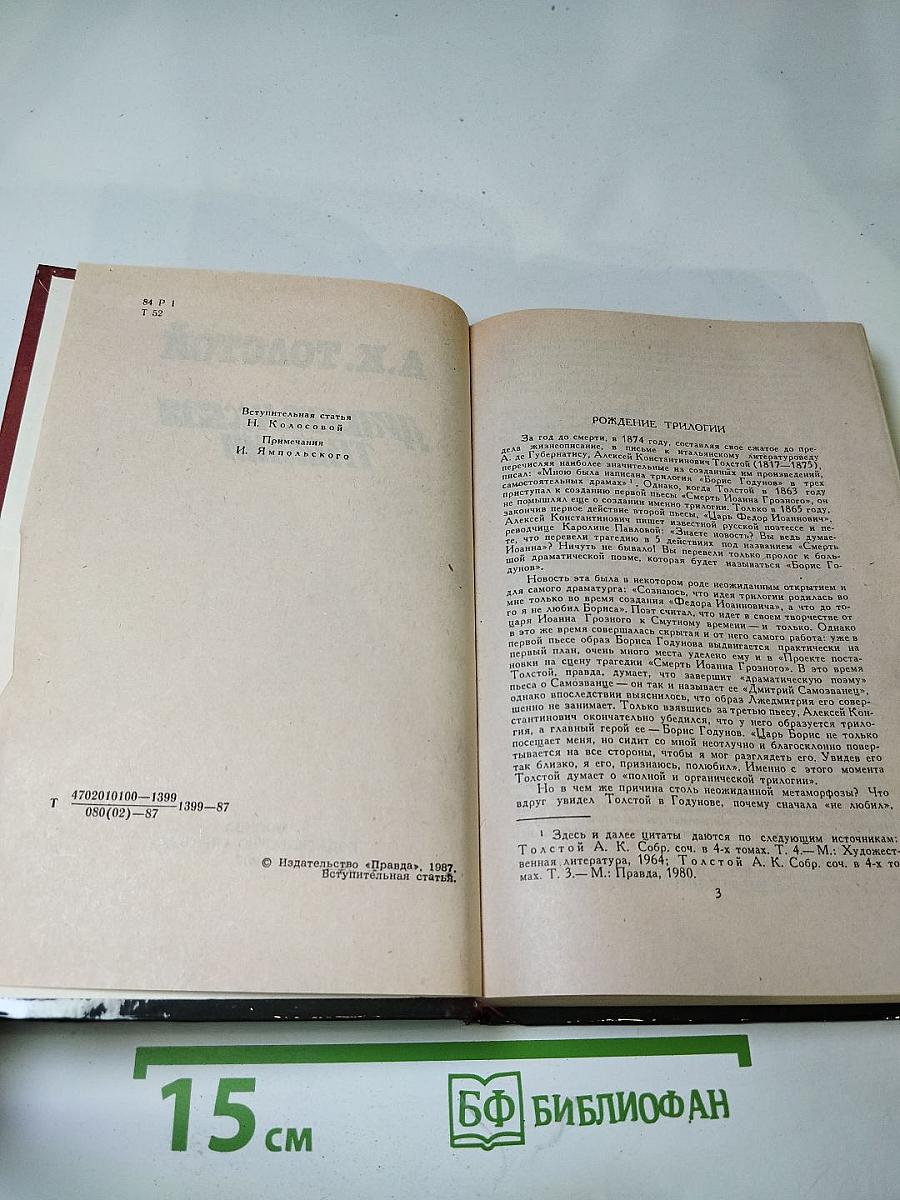 84 Р 1
Т 52
Вступительная статья
Н. Колосовой
Примечания
И. Ямпольского
Т 4702010100—1399
080(02)—87
1399—87
© Издательство «Правда», 1987.
Вступительная статья.
РОЖДЕНИЕ ТРИЛОГИИ
За год до смерти, в 1874 году, составляя свое сжатое до пре-
дела жизнеописание, в письме к итальянскому литературоведу
А. де Губернатису, Алексей Константинович Толстой (1817—1875),
перечисляя наиболее значительные из созданных им произведений,
писал: «Мною была написана трилогия «Борис Годунов» в трех
самостоятельных драмах» ¹. Однако, когда Толстой в 1863 году
приступал к созданию первой пьесы «Смерть Иоанна Грозного», он
не помышлял еще о создании именно трилогии. Только в 1865 году,
закончив первое действие второй пьесы, «Царь Федор Иоаннович»,
Алексей Константинович пишет известной русской поэтессе и пе-
реводчице Каролине Павловой: «Знаете новость? Вы ведь думае-
те, что перевели трагедию в 5 действиях под названием «Смерть
Иоанна»? Ничуть не бывало! Вы перевели только пролог к боль-
шой драматической поэме, которая будет называться «Борис Го-
дунов».
Новость эта была в некотором роде неожиданным открытием и
для самого драматурга: «Сознаюсь, что идея трилогии родилась во
мне только во время создания «Федора Иоанновича», а что до то-
го я не любил Бориса». Поэт считал, что идет в своем творчестве от
царя Иоанна Грозного к Смутному времени — и только. Однако
в это же время совершалась скрытая и от него самого работа: уже в
первой пьесе образ Бориса Годунова выдвигается практически на
первый план, очень много места уделено ему и в «Проекте поста-
новки на сцену трагедии «Смерть Иоанна Грозного». В это время
Толстой, правда, думает, что завершит «драматическую поэму»
пьеса о Самозванце — он так и называет ее «Дмитрий Самозванец»,
однако впоследствии выяснилось, что образ Лжедмитрия его совер-
шенно не занимает. Только взявшись за третью пьесу, Алексей Кон-
стантинович окончательно убедился, что у него образуется трило-
гия, а главный герой ее — Борис Годунов. «Царь Борис не только
посещает меня, но сидит со мной неотлучно и благосклонно повер-
тывается на все стороны, чтобы я мог разглядеть его. Увидев его
так близко, я его, признаюсь, полюбил». Именно с этого момента
Толстой думает о «полной и органической трилогии».
Но в чем же причина столь неожиданной метаморфозы? Что
вдруг увидел Толстой в Годунове, почему сначала «не любил»,
¹ Здесь и далее цитаты даются по следующим источникам:
Толстой А. К. Собр. соч. в 4-х томах. Т. 4.— М.: Художест-
венная литература, 1964; Толстой А. К. Собр. соч. в 4-х то-
мах. Т. 3.— М.: Правда, 1980.
3
15 см
БФ БИБЛИОФАН